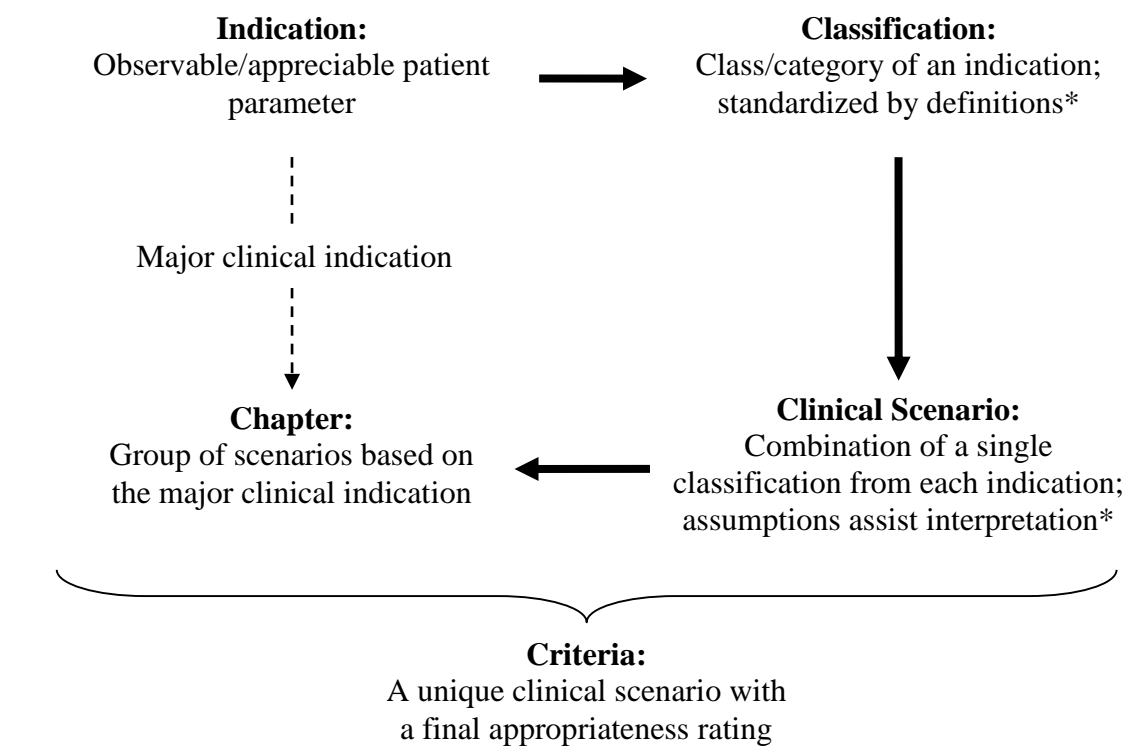 Indication:
Observable/appreciable patient
parameter
Classification:
Class/category of an indication;
standardized by definitions*
Major clinical indication
Chapter:
Group of scenarios based on
the major clinical indication
Clinical Scenario:
Combination of a single
classification from each indication;
assumptions assist interpretation*
Criteria:
A unique clinical scenario with
a final appropriateness rating